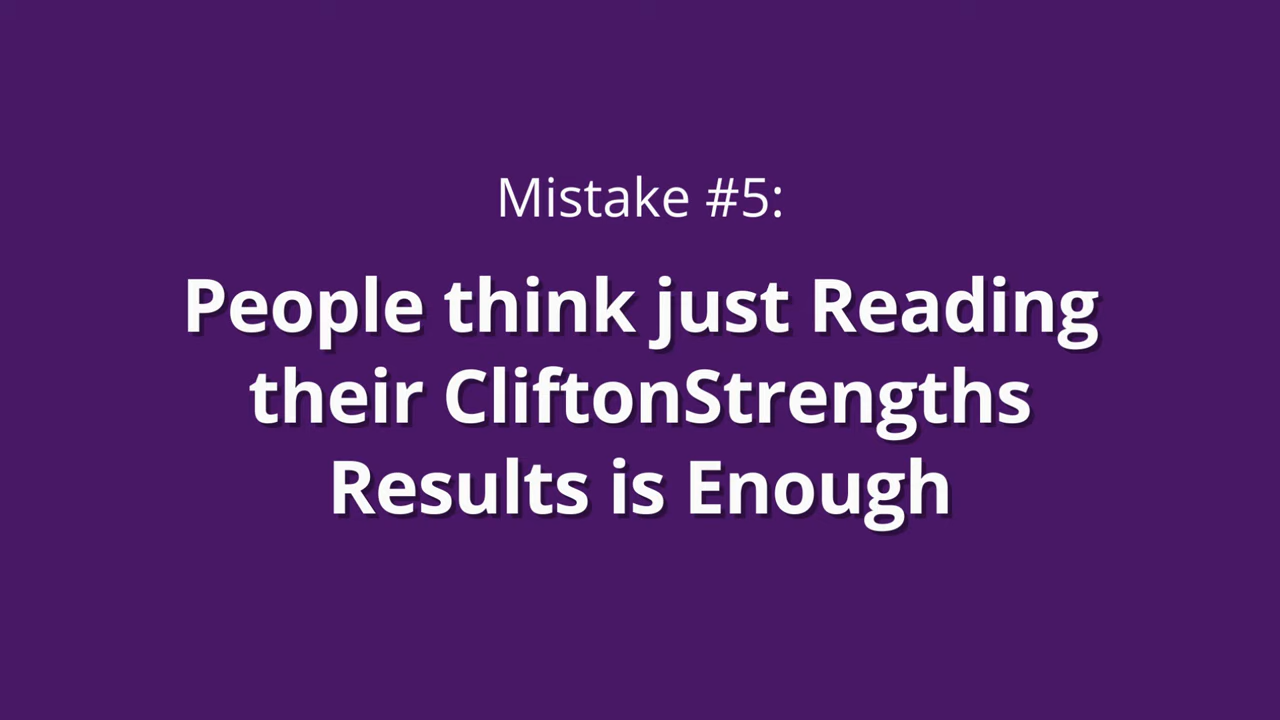 Mistake #5:
People think just Reading
their CliftonStrengths
Results is Enough